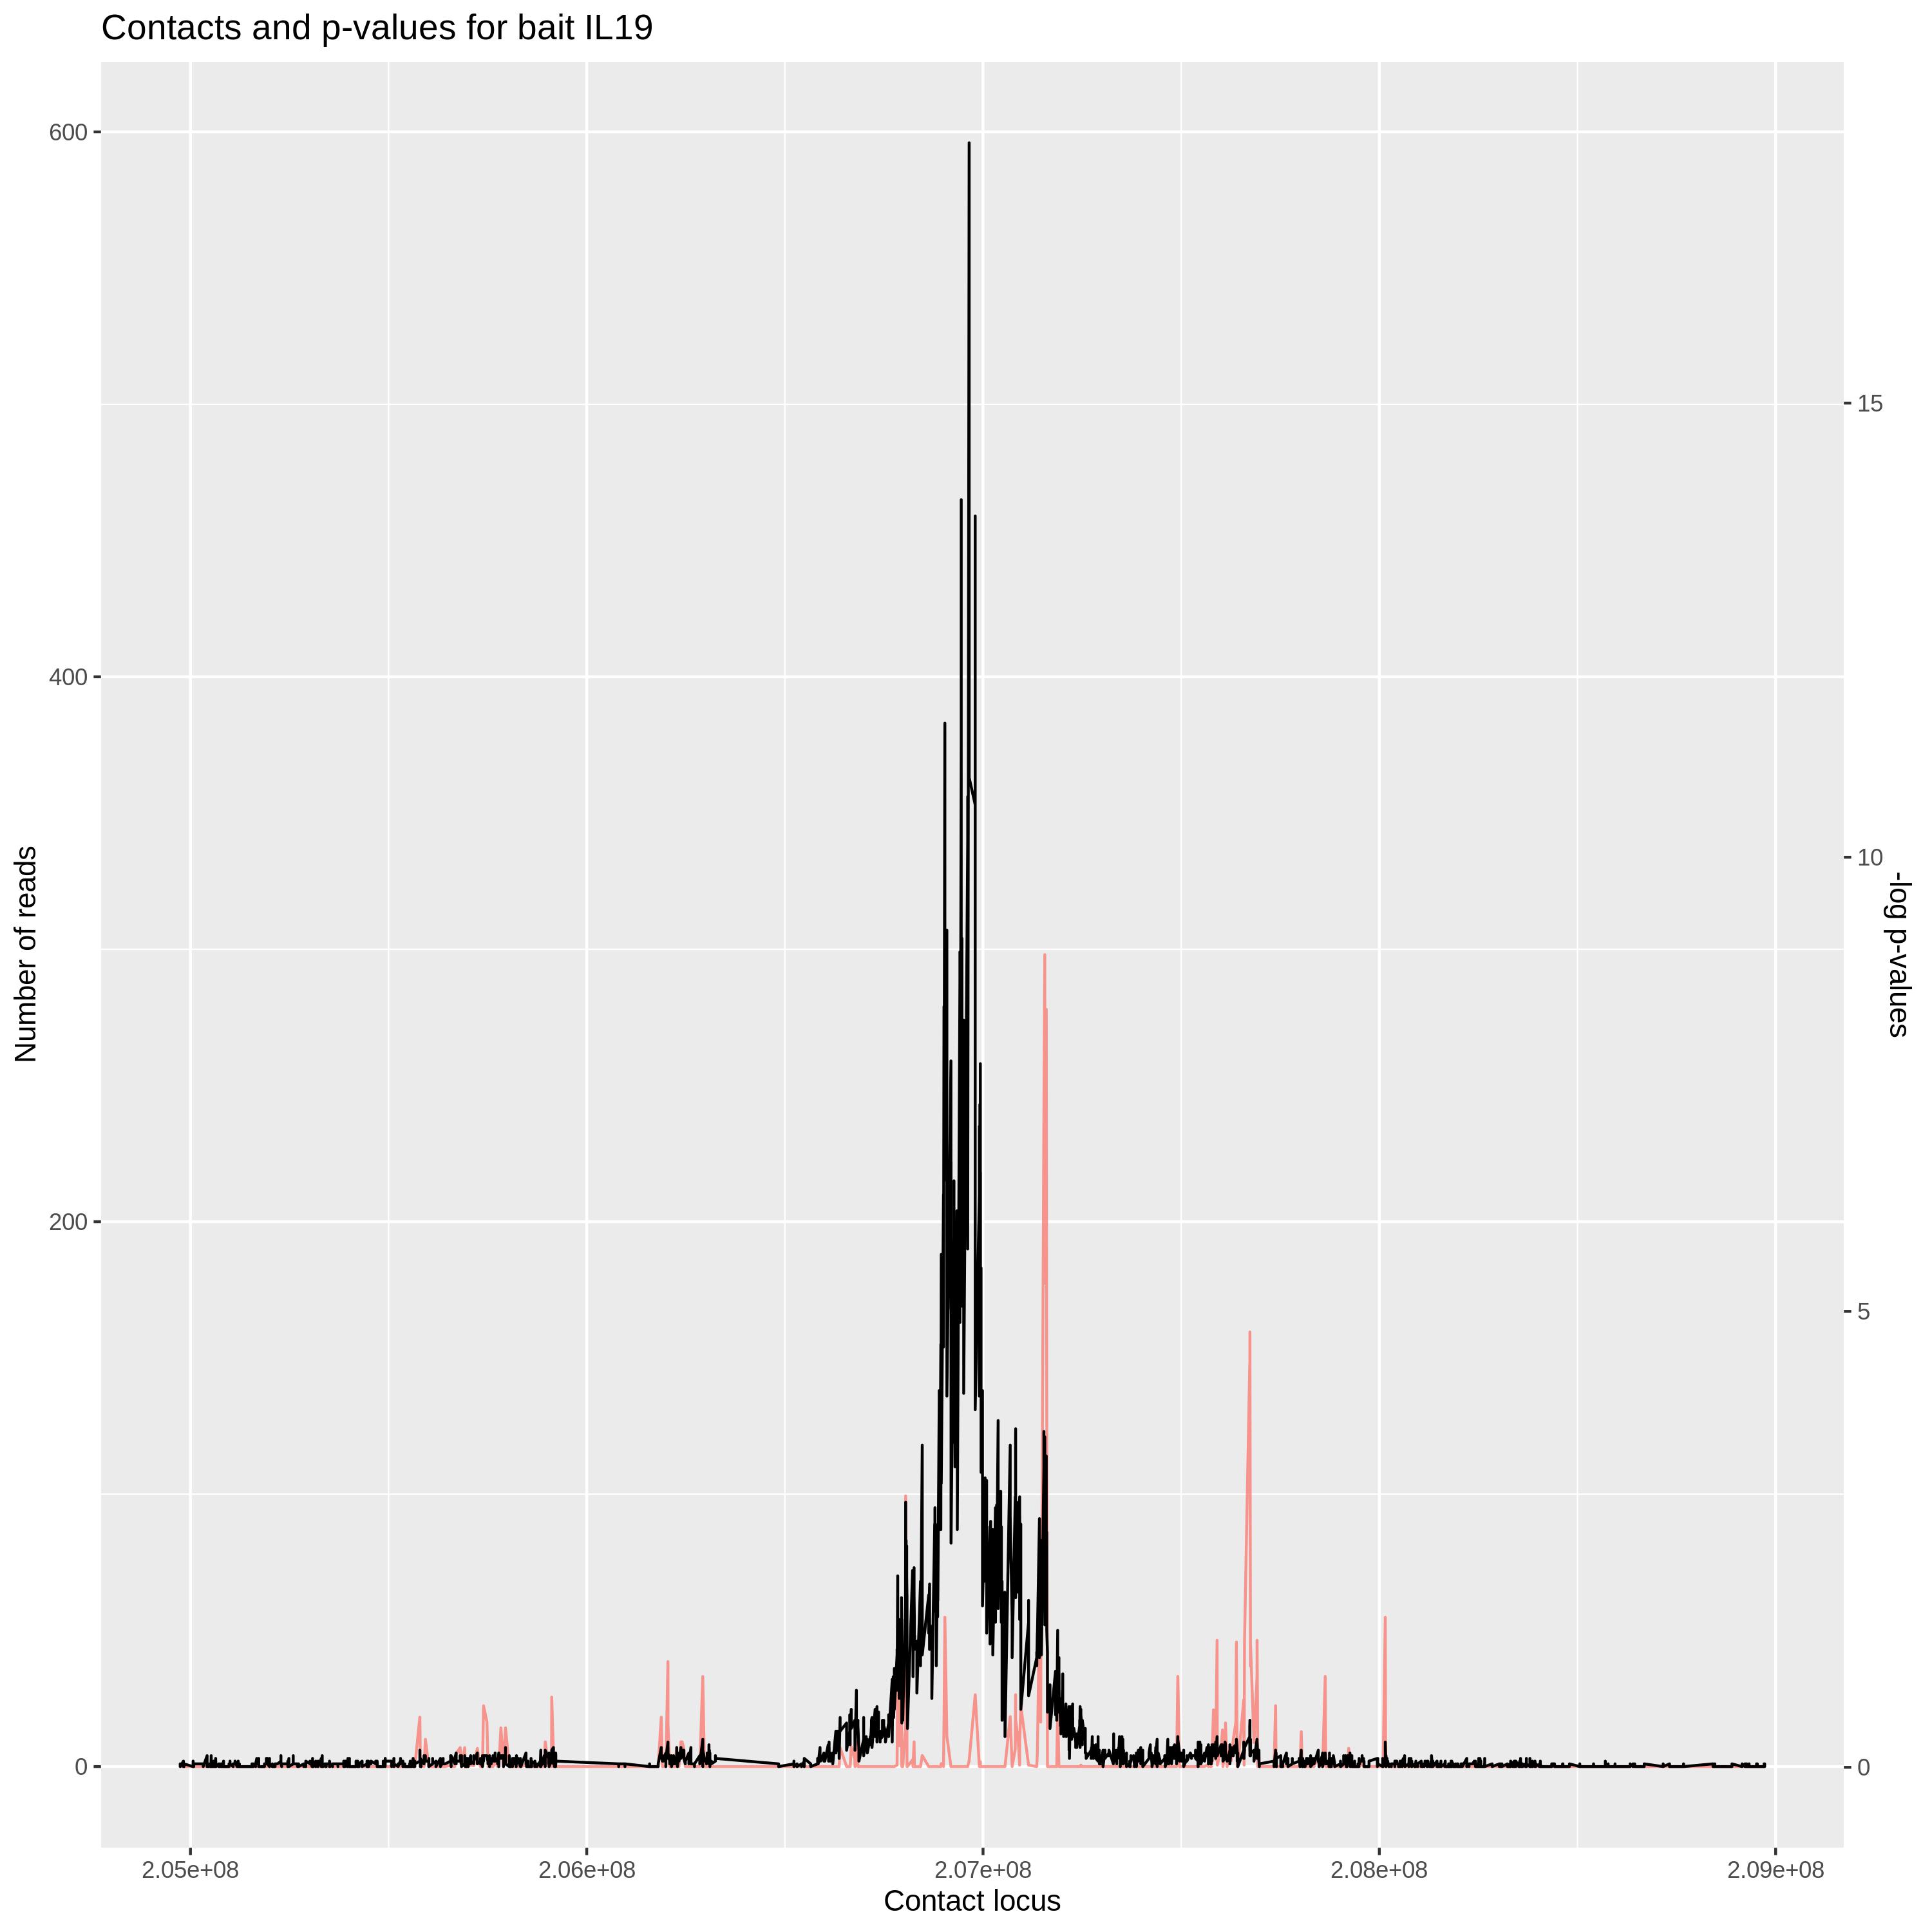 Contacts and p-values for bait IL19
600
400
200
0
Number of reads
15
10
5
0
-log p-values
2.05e+08
2.06e+08
2.07e+08
2.08e+08
2.09e+08
Contact locus